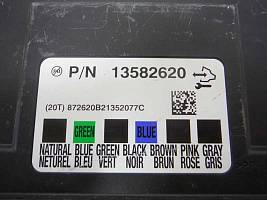 P/N 13582620
(20T) 872620B21352077C
GREEN BLUE
NATURAL BLUE GREEN BLACK BROWN PINK GRAY
NETUREL BLEU VERT NOIR BRUN ROSE GRIS